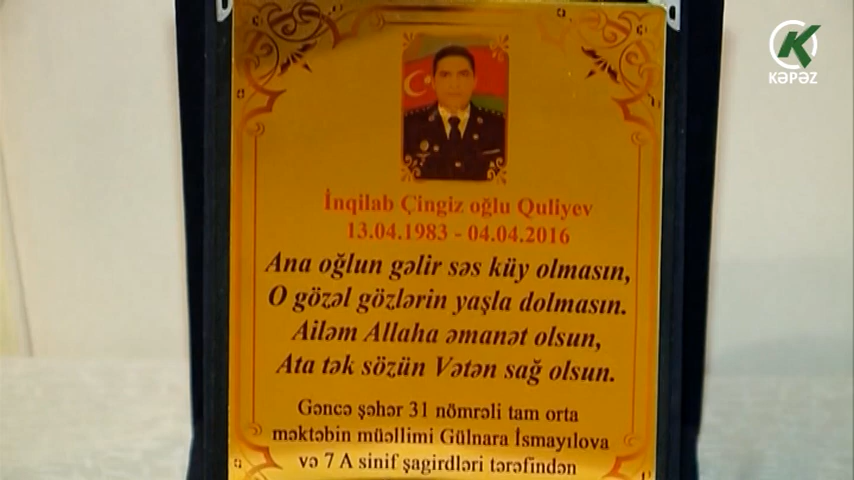 KƏPƏZ
İnqilab Çingiz oğlu Quliyev
13.04.1983 - 04.04.2016
Ana oğlun gəlir səs küy olmasın,
O gözəl gözlərin yaşla dolmasın.
Ailəm Allaha əmanət olsun,
Ata tək sözün Vətən sağ olsun.
Gəncə şəhər 31 nömrəli tam orta
məktəbin müəllimi Gülnara İsmayılova
və 7 A sinif şagirdləri tərəfindən